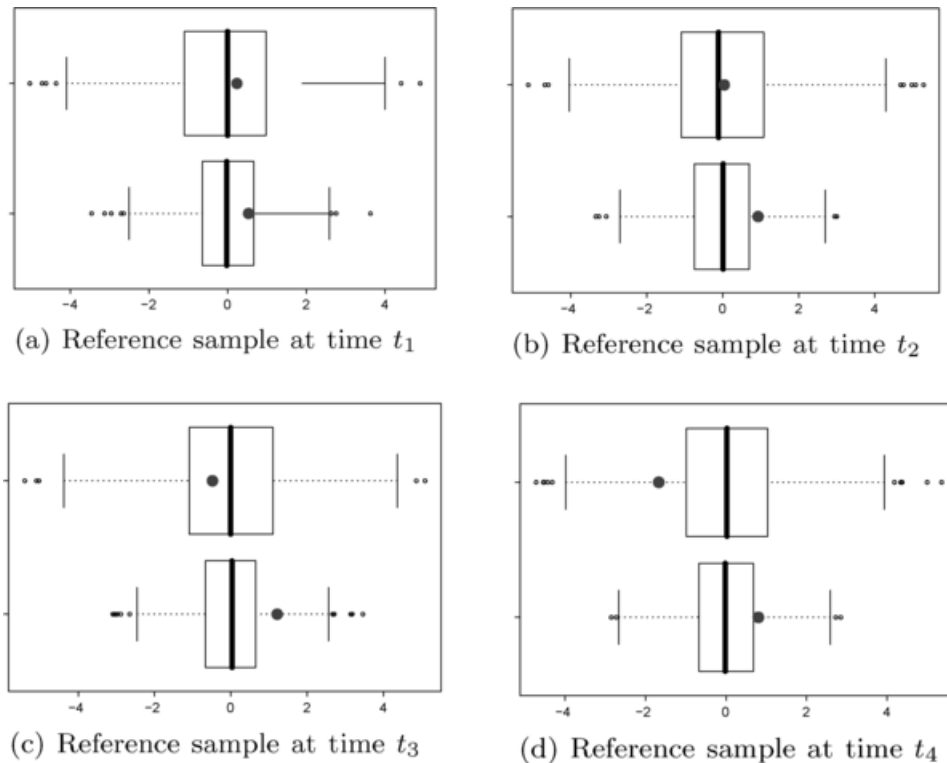 −4 −2 0 2 4
−4 −2 0 2 4
(a) Reference sample at time t₁
(b) Reference sample at time t₂
−4 −2 0 2 4
−4 −2 0 2 4
(c) Reference sample at time t₃
(d) Reference sample at time t₄